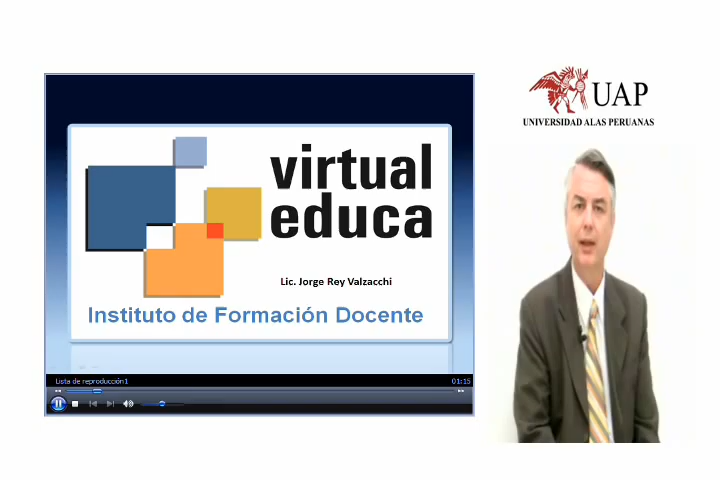 virtual
educa
Lic. Jorge Rey Valzacchi
Instituto de Formación Docente
Lista de reproducción1
01:15
UAP
UNIVERSIDAD ALAS PERUANAS